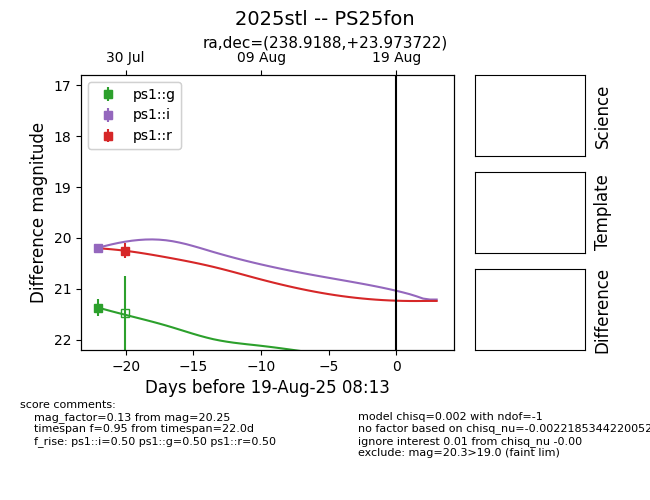 2025stl -- PS25fon
ra,dec=(238.9188,+23.973722)
30 Jul
09 Aug
19 Aug
17
18
19
20
21
22
Difference magnitude
ps1::g
ps1::i
ps1::r
−20
−15
−10
−5
0
Days before 19-Aug-25 08:13
Science
Template
Difference
score comments:
mag_factor=0.13 from mag=20.25
timespan f=0.95 from timespan=22.0d
f_rise: ps1::i=0.50 ps1::g=0.50 ps1::r=0.50
model chisq=0.002 with ndof=-1
no factor based on chisq_nu=-0.0022185344220052
ignore interest 0.01 from chisq_nu -0.00
exclude: mag=20.3>19.0 (faint lim)